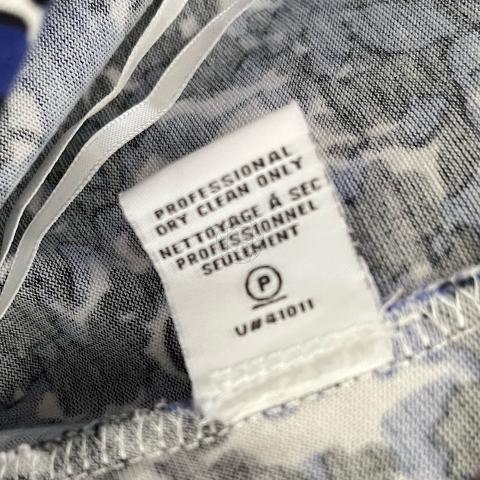 PROFESSIONAL
DRY CLEAN ONLY
NETTOYAGE À SEC
PROFESSIONNEL
SEULEMENT
P
U#41011